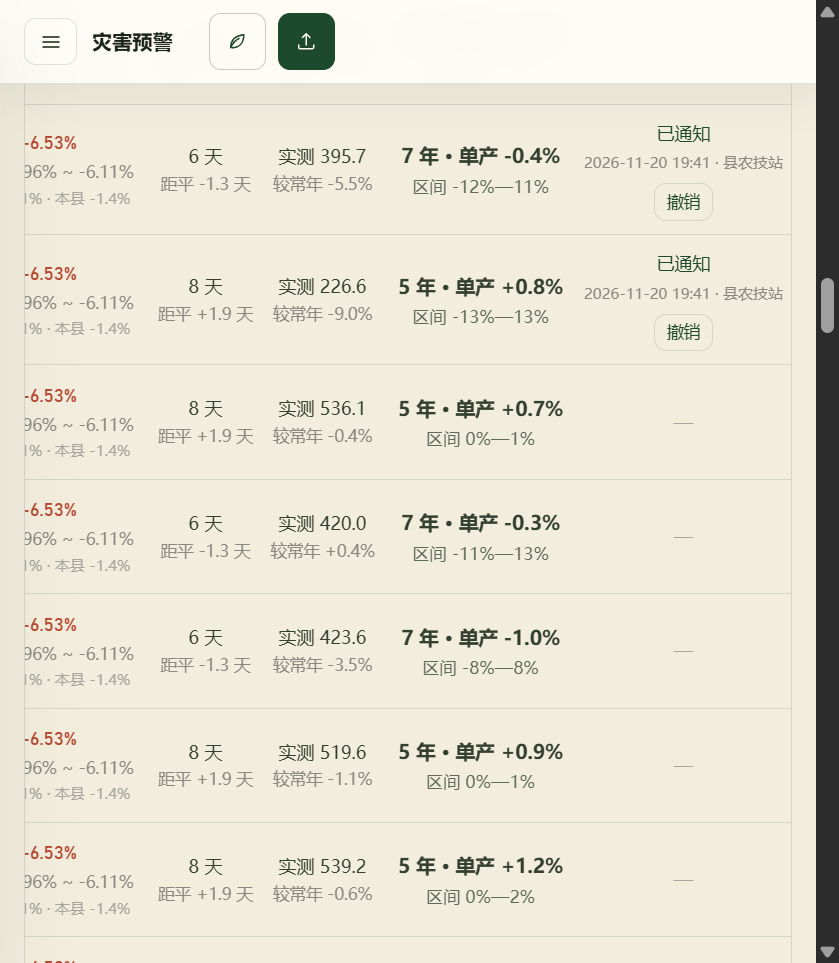 灾害预警
-6.53%
96% ~ -6.11%
1% · 本县 -1.4%
6 天
距平 -1.3 天
实测 395.7
较常年 -5.5%
7 年 • 单产 -0.4%
区间 -12%—11%
已通知
2026-11-20 19:41 · 县农技站
撤销
-6.53%
96% ~ -6.11%
1% · 本县 -1.4%
8 天
距平 +1.9 天
实测 226.6
较常年 -9.0%
5 年 • 单产 +0.8%
区间 -13%—13%
已通知
2026-11-20 19:41 · 县农技站
撤销
-6.53%
96% ~ -6.11%
1% · 本县 -1.4%
8 天
距平 +1.9 天
实测 536.1
较常年 -0.4%
5 年 • 单产 +0.7%
区间 0%—1%
—
-6.53%
96% ~ -6.11%
1% · 本县 -1.4%
6 天
距平 -1.3 天
实测 420.0
较常年 +0.4%
7 年 • 单产 -0.3%
区间 -11%—13%
—
-6.53%
96% ~ -6.11%
1% · 本县 -1.4%
6 天
距平 -1.3 天
实测 423.6
较常年 -3.5%
7 年 • 单产 -1.0%
区间 -8%—8%
—
-6.53%
96% ~ -6.11%
1% · 本县 -1.4%
8 天
距平 +1.9 天
实测 519.6
较常年 -1.1%
5 年 • 单产 +0.9%
区间 0%—1%
—
-6.53%
96% ~ -6.11%
1% · 本县 -1.4%
8 天
距平 +1.9 天
实测 539.2
较常年 -0.6%
5 年 • 单产 +1.2%
区间 0%—2%
—